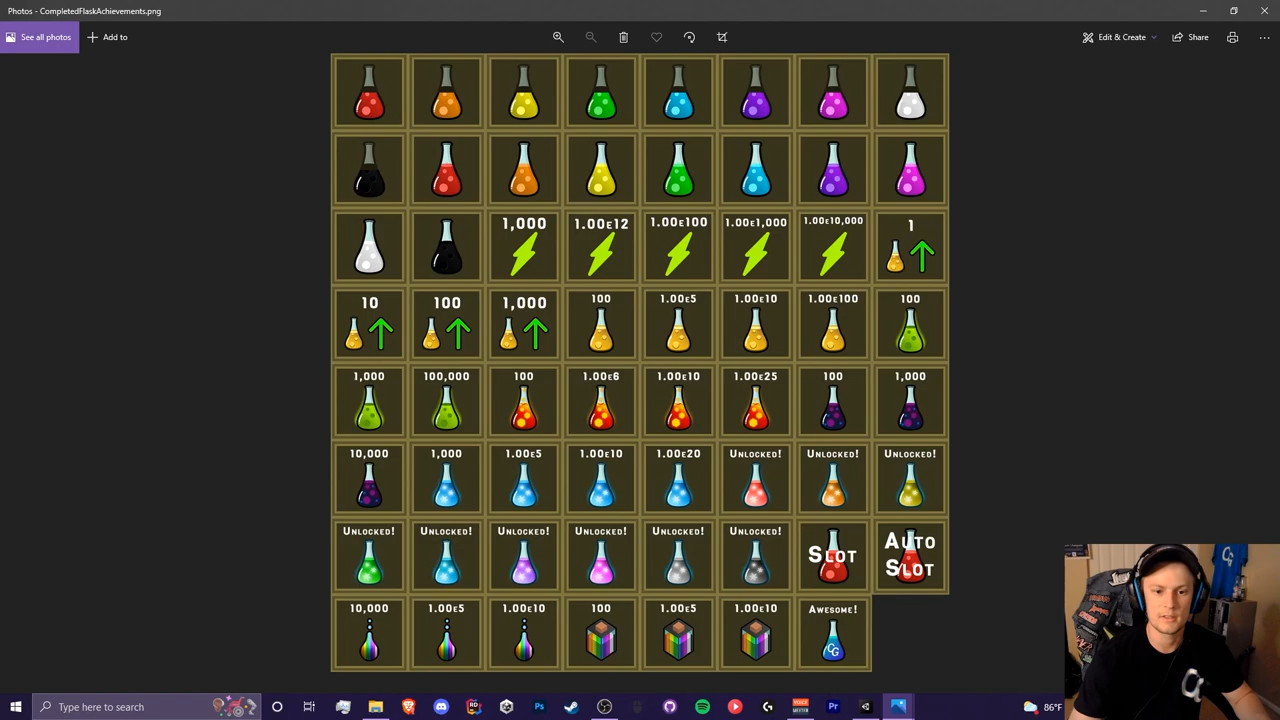 Photos - CompletedFlaskAchievements.png
See all photos
Add to
Edit & Create
Share
1,000
1.00E12
1.00E100
1.00E1,000
1.00E10,000
1
10
100
1,000
100
1.00E5
1.00E10
1.00E100
100
1,000
100,000
100
1.00E6
1.00E10
1.00E25
100
1,000
10,000
1,000
1.00E5
1.00E10
1.00E20
UNLOCKED!
UNLOCKED!
UNLOCKED!
UNLOCKED!
UNLOCKED!
UNLOCKED!
UNLOCKED!
UNLOCKED!
UNLOCKED!
SLOT
AUTO
SLOT
10,000
1.00E5
1.00E10
100
1.00E5
1.00E10
AWESOME!
CG
Type here to search
RD
Ps
Pr
86°F